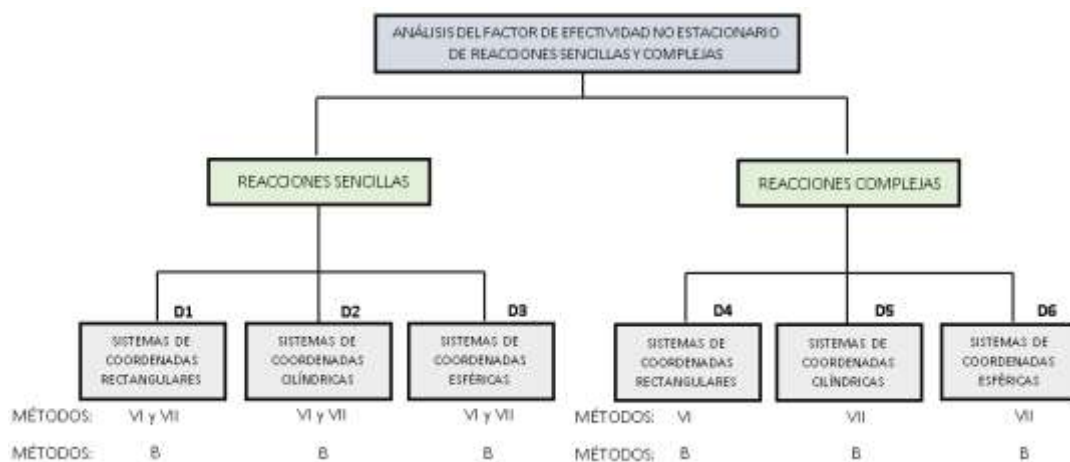 ANÁLISIS DEL FACTOR DE EFECTIVIDAD NO ESTACIONARIO
DE REACCIONES SENCILLAS Y COMPLEJAS
REACCIONES SENCILLAS
REACCIONES COMPLEJAS
D1
SISTEMAS DE
COORDENADAS
RECTANGULARES
D2
SISTEMAS DE
COORDENADAS
CILÍNDRICAS
D3
SISTEMAS DE
COORDENADAS
ESFÉRICAS
D4
SISTEMAS DE
COORDENADAS
RECTANGULARES
D5
SISTEMAS DE
COORDENADAS
CILÍNDRICAS
D6
SISTEMAS DE
COORDENADAS
ESFÉRICAS
MÉTODOS: VI y VII VI y VII VI y VII MÉTODOS: VI VII VII
MÉTODOS: B B B MÉTODOS: B B B